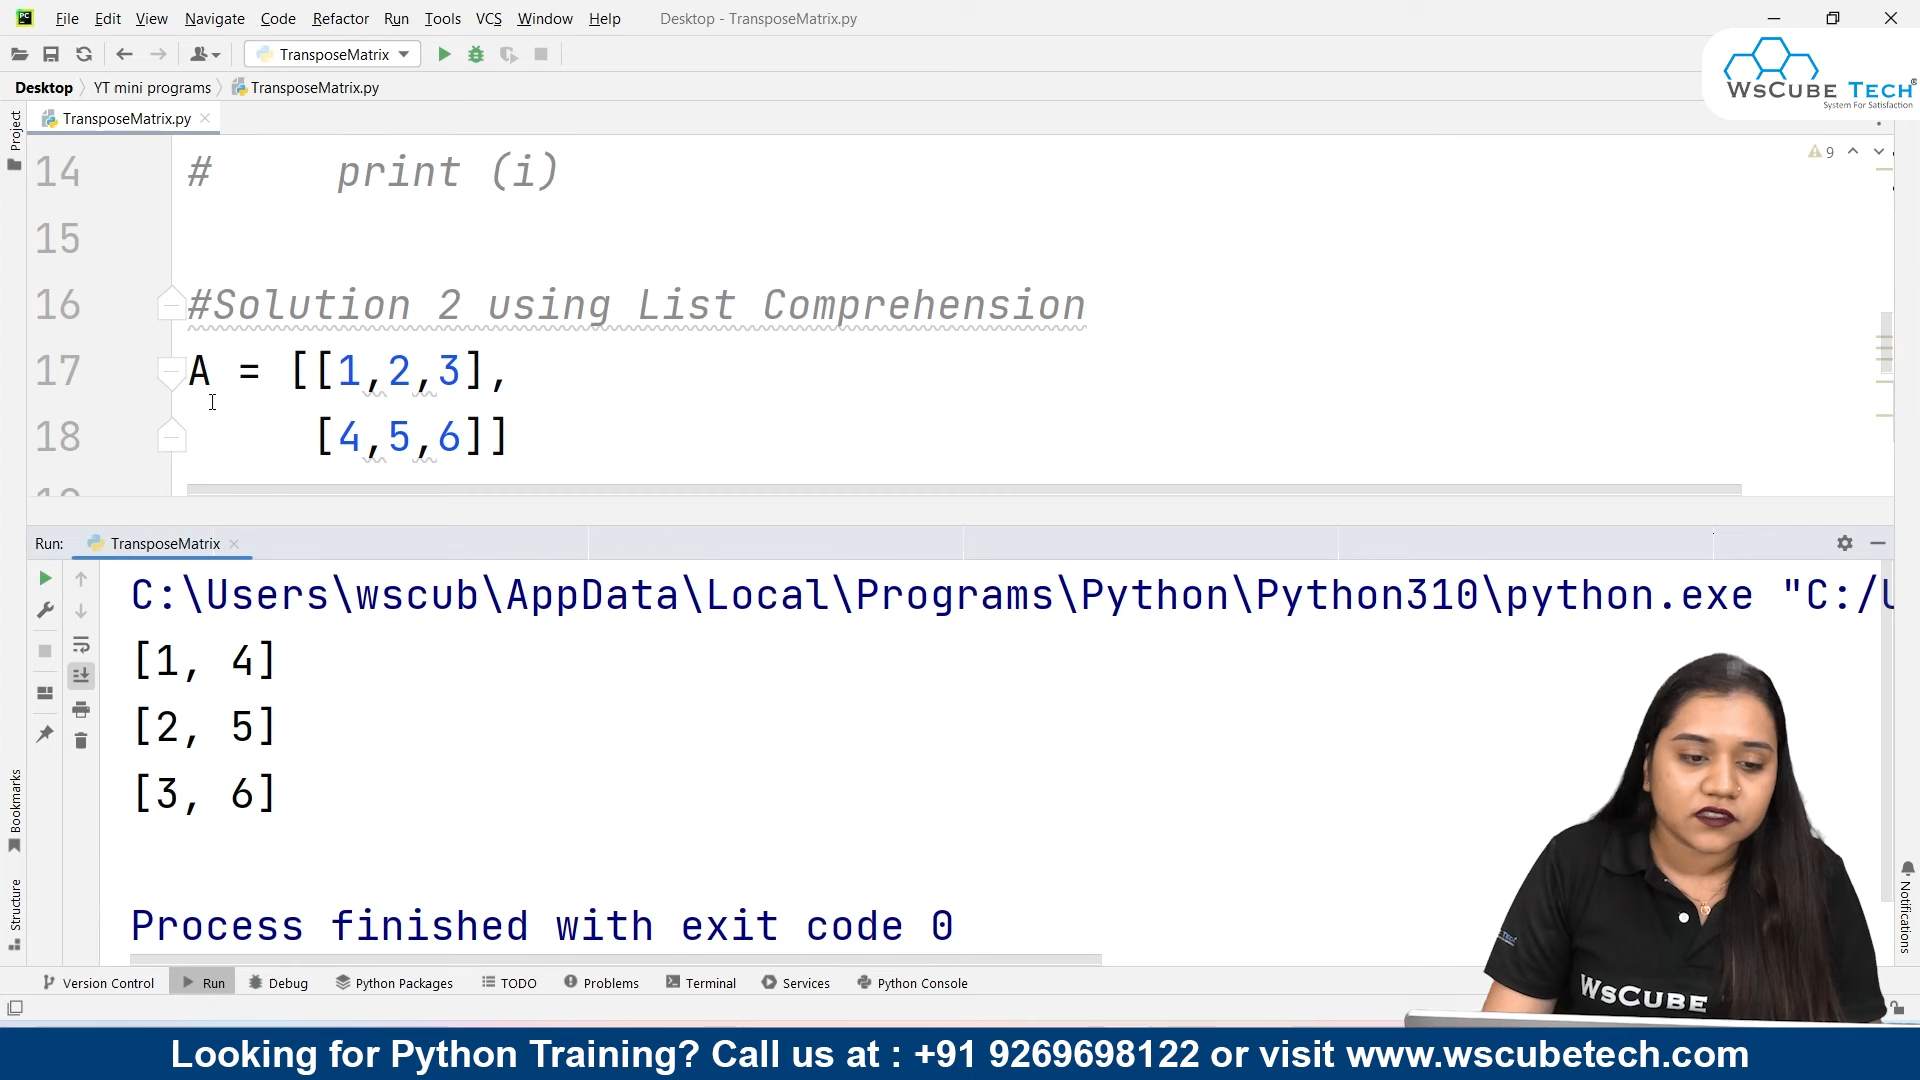 PC File Edit View Navigate Code Refactor Run Tools VCS Window Help Desktop - TransposeMatrix.py
TransposeMatrix
WsCube Tech®
System For Satisfaction
Desktop YT mini programs TransposeMatrix.py
TransposeMatrix.py
Project
9
14 # print (i)
15
16 #Solution 2 using List Comprehension
17 A = [[1,2,3],
18 [4,5,6]]
Run: TransposeMatrix
C:\Users\wscub\AppData\Local\Programs\Python\Python310\python.exe "C:/U
[1, 4]
[2, 5]
[3, 6]
Process finished with exit code 0
Bookmarks
Structure
Notifications
WsCube
Version Control Run Debug Python Packages TODO Problems Terminal Services Python Console
Looking for Python Training? Call us at : +91 9269698122 or visit www.wscubetech.com